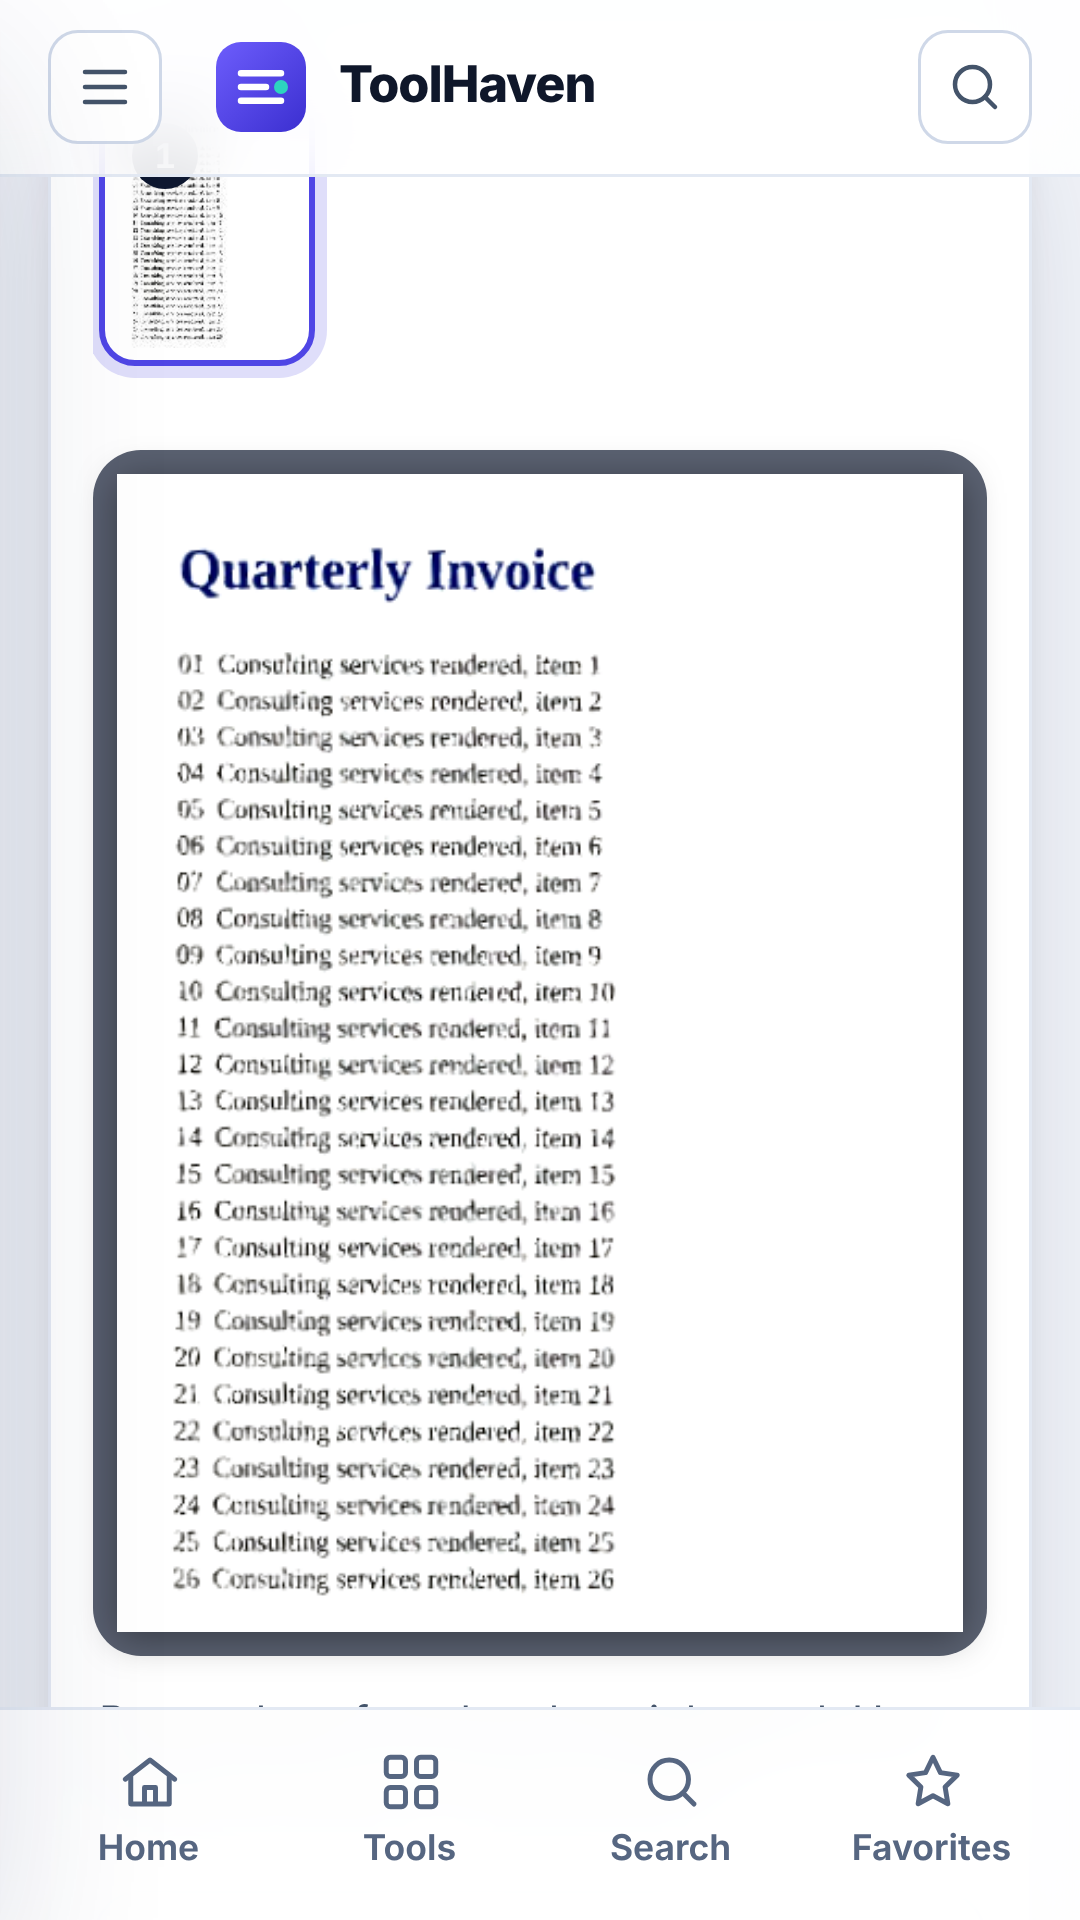 ToolHaven
1
Quarterly Invoice
01 Consulting services rendered, item 1
02 Consulting services rendered, item 2
03 Consulting services rendered, item 3
04 Consulting services rendered, item 4
05 Consulting services rendered, item 5
06 Consulting services rendered, item 6
07 Consulting services rendered, item 7
08 Consulting services rendered, item 8
09 Consulting services rendered, item 9
10 Consulting services rendered, item 10
11 Consulting services rendered, item 11
12 Consulting services rendered, item 12
13 Consulting services rendered, item 13
14 Consulting services rendered, item 14
15 Consulting services rendered, item 15
16 Consulting services rendered, item 16
17 Consulting services rendered, item 17
18 Consulting services rendered, item 18
19 Consulting services rendered, item 19
20 Consulting services rendered, item 20
21 Consulting services rendered, item 21
22 Consulting services rendered, item 22
23 Consulting services rendered, item 23
24 Consulting services rendered, item 24
25 Consulting services rendered, item 25
26 Consulting services rendered, item 26
Home
Tools
Search
Favorites